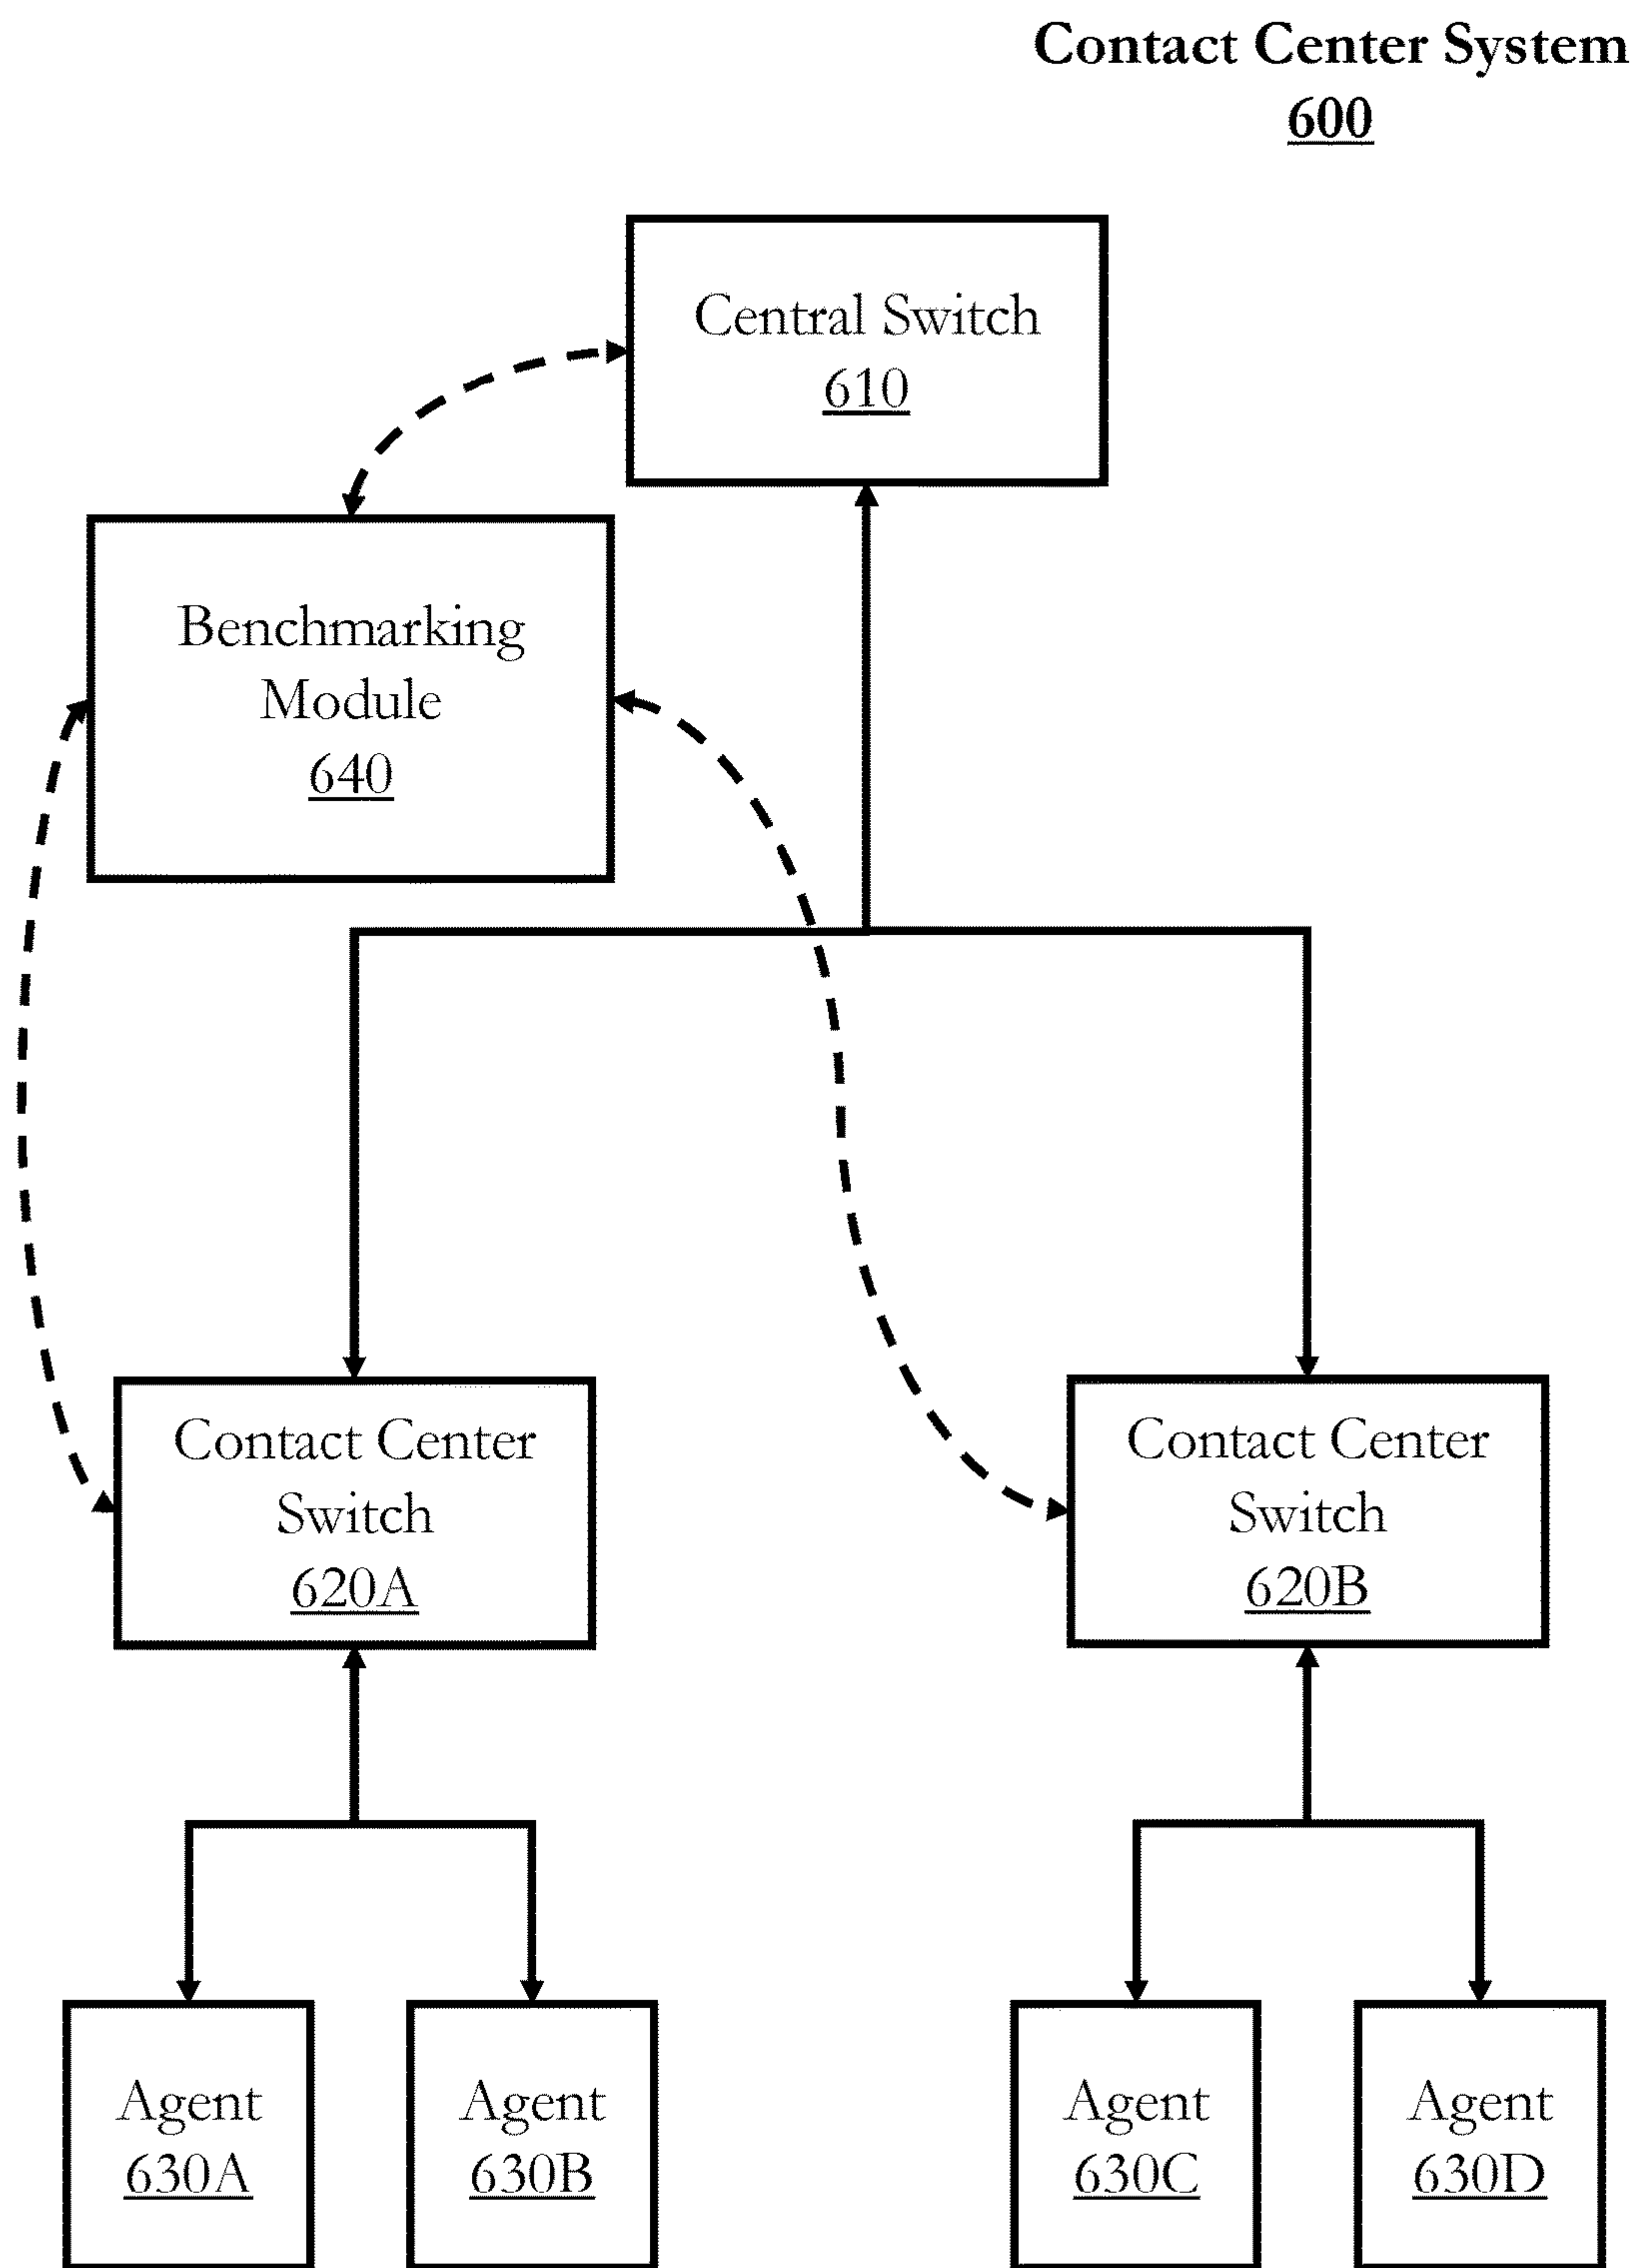 Contact Center System
600
Central Switch
610
Benchmarking
Module
640
Contact Center
Switch
620A
Contact Center
Switch
620B
Agent
630A
Agent
630B
Agent
630C
Agent
630D